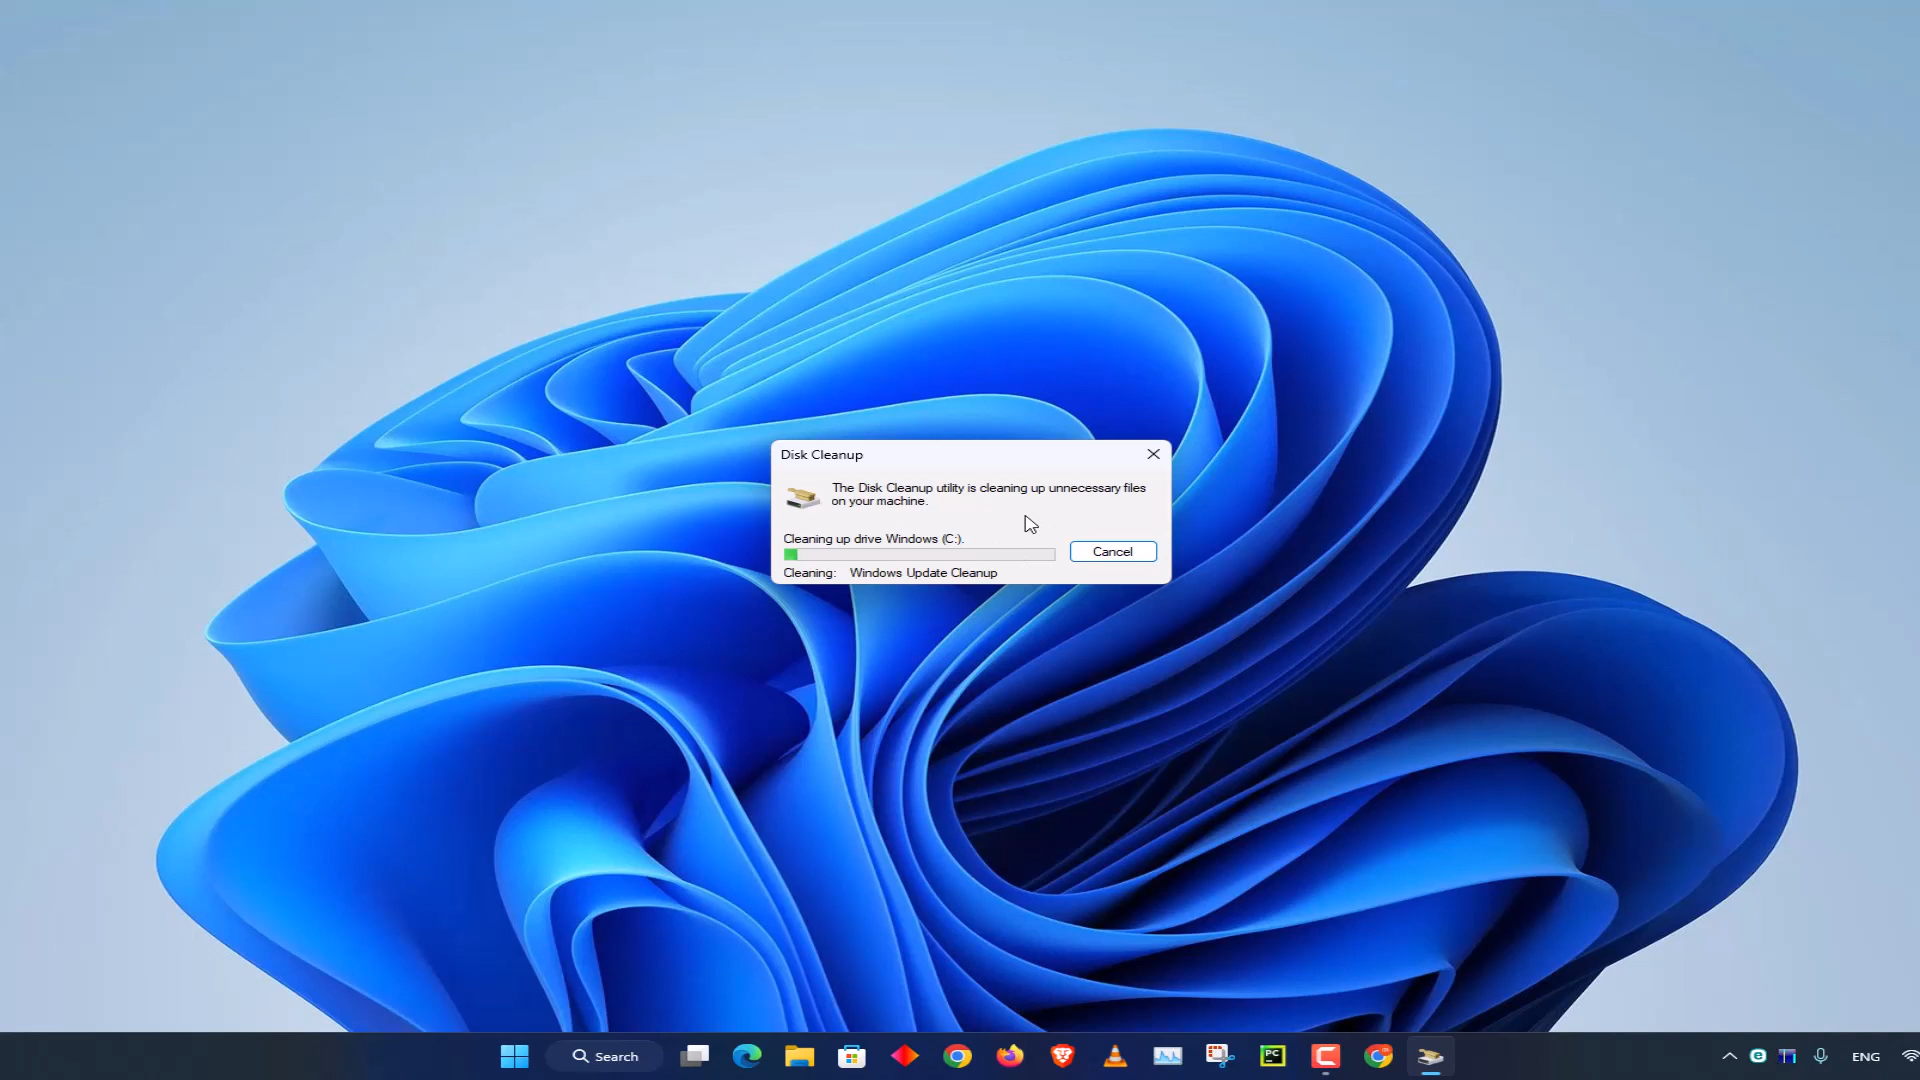 Disk Cleanup
The Disk Cleanup utility is cleaning up unnecessary files
on your machine.
Cleaning up drive Windows (C:).
Cancel
Cleaning: Windows Update Cleanup
Search
PC
ENG